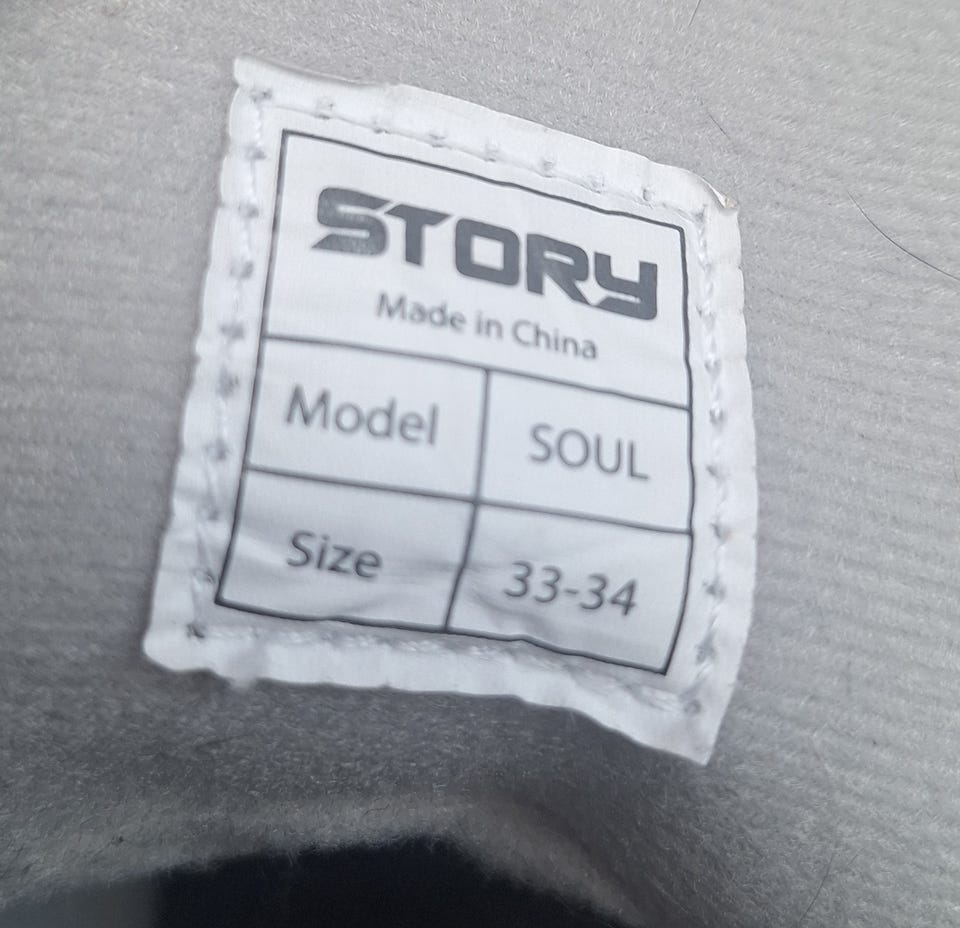 STORY
Made in China
Model SOUL
Size 33-34